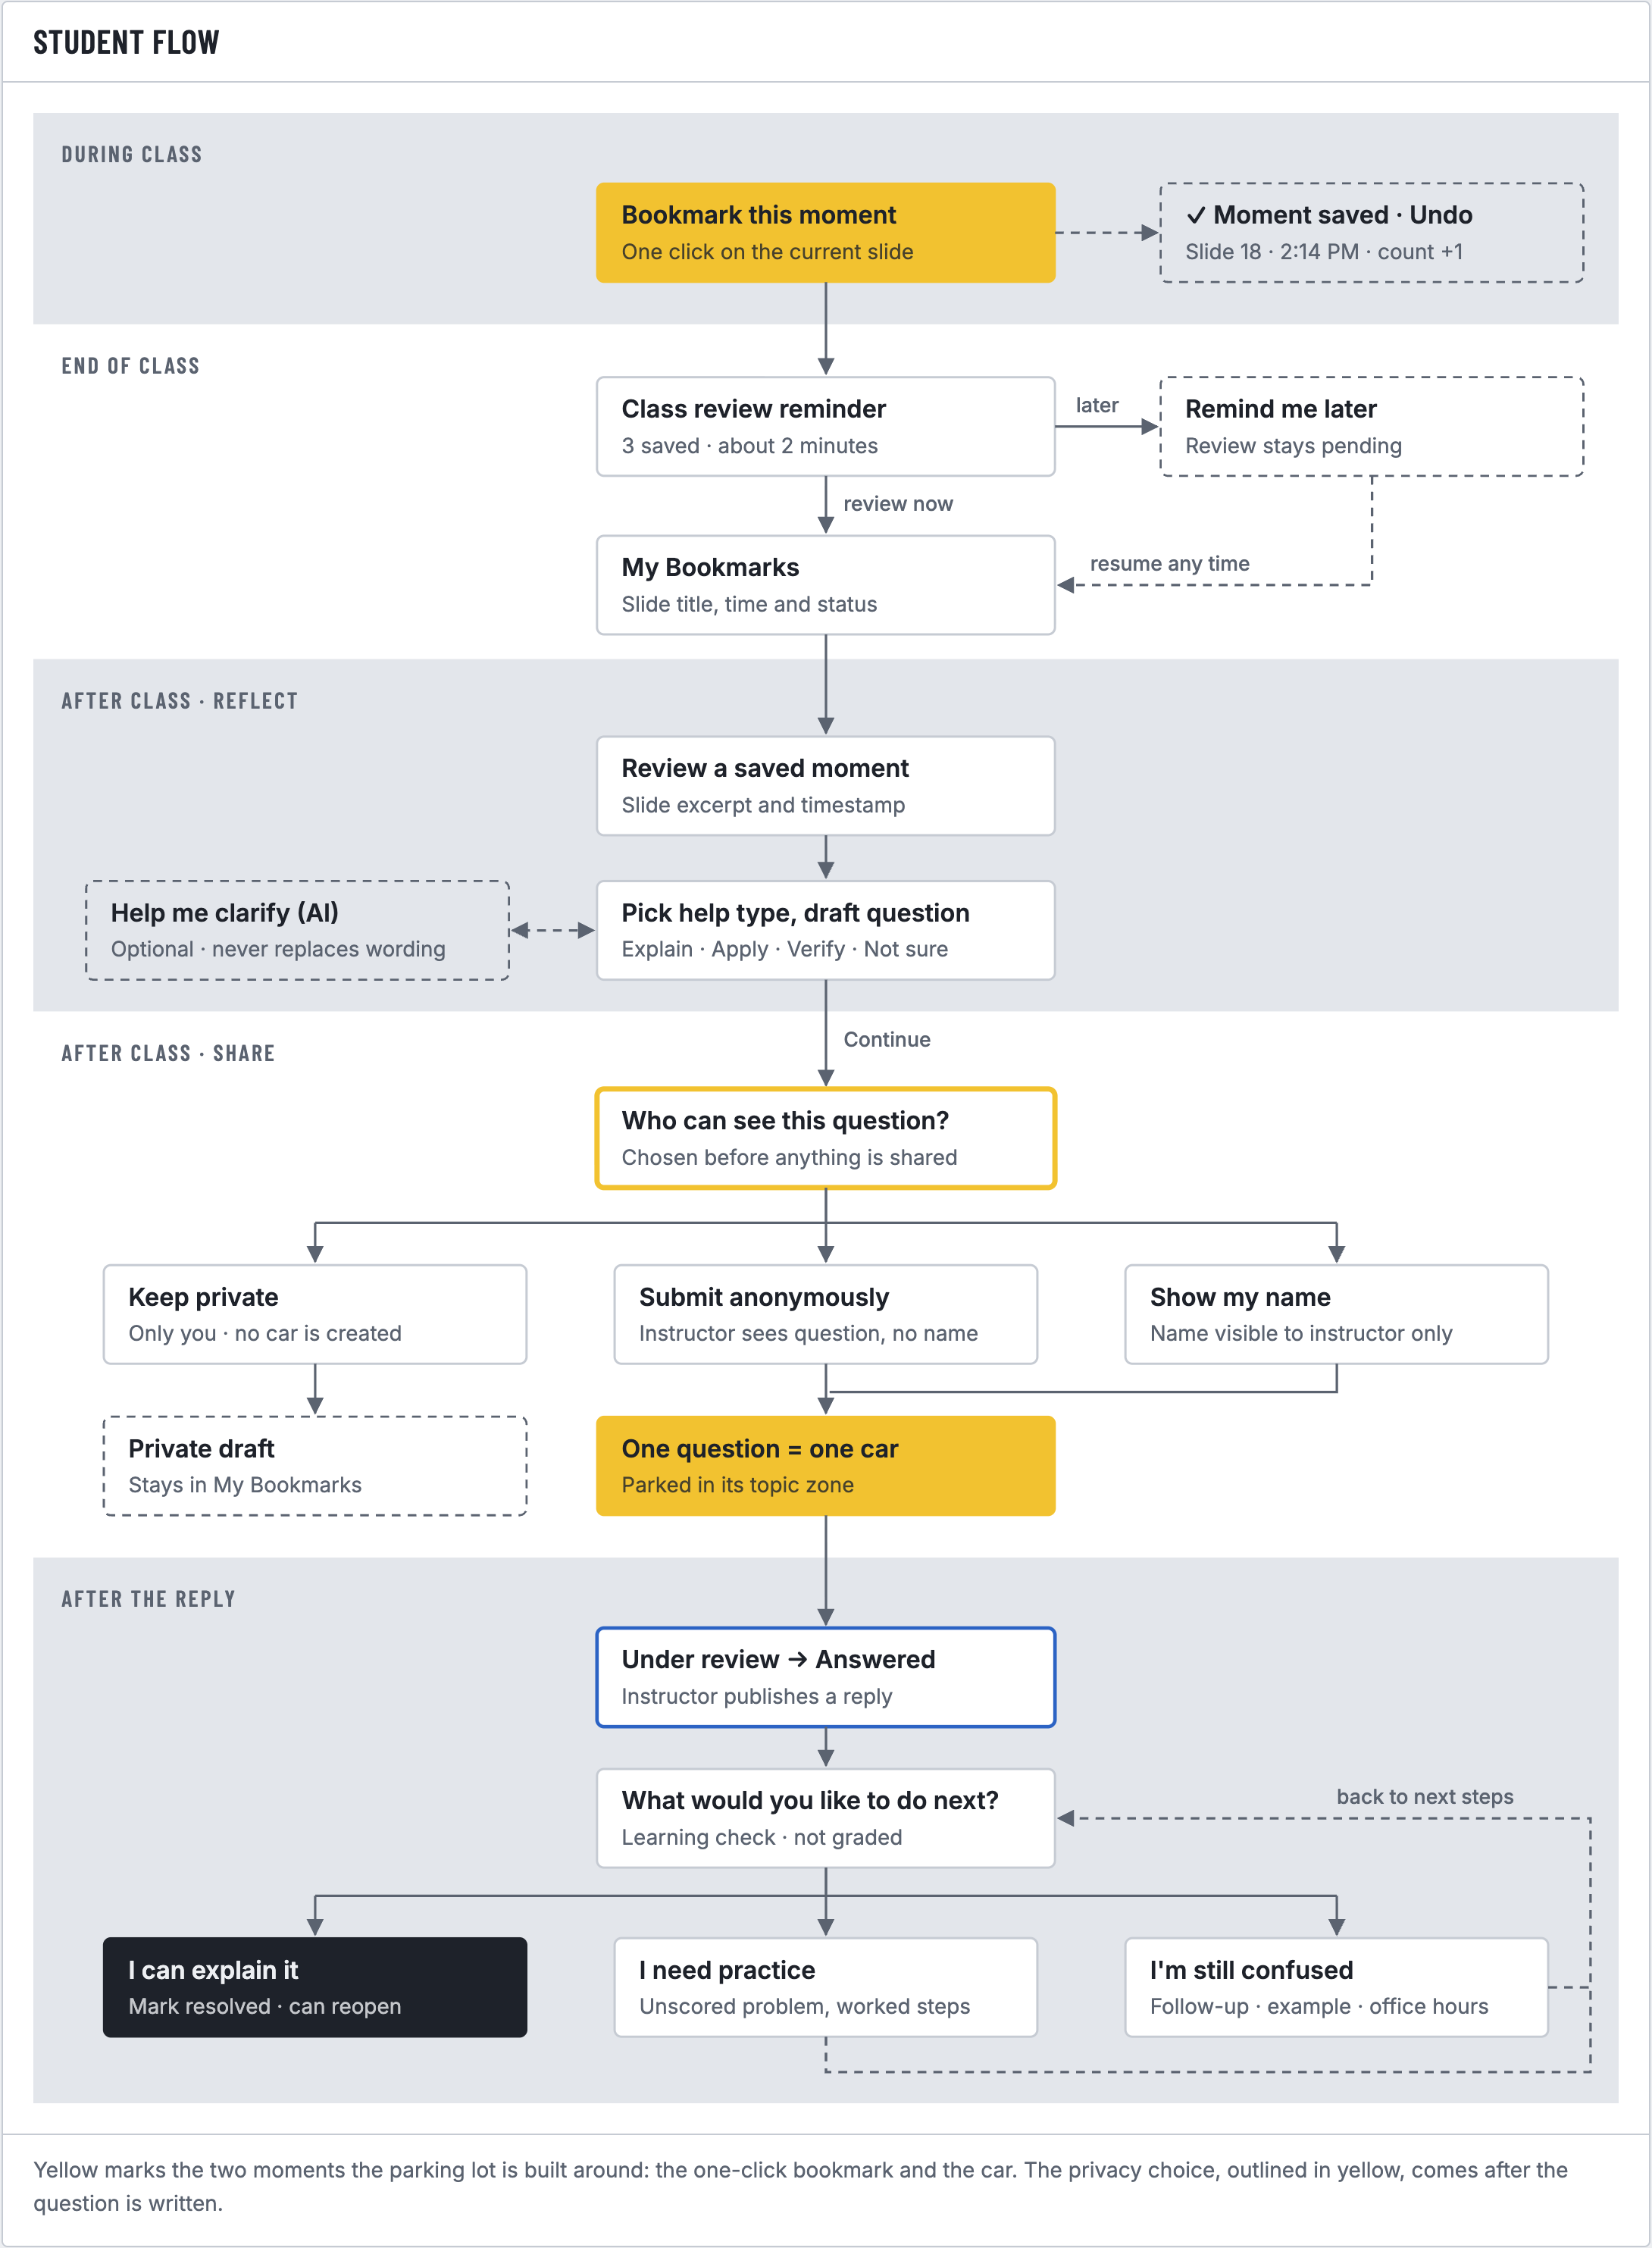 STUDENT FLOW
DURING CLASS
Bookmark this moment
One click on the current slide
✓ Moment saved · Undo
Slide 18 · 2:14 PM · count +1
END OF CLASS
Class review reminder
3 saved · about 2 minutes
later
Remind me later
Review stays pending
review now
My Bookmarks
Slide title, time and status
resume any time
AFTER CLASS · REFLECT
Review a saved moment
Slide excerpt and timestamp
Help me clarify (AI)
Optional · never replaces wording
Pick help type, draft question
Explain · Apply · Verify · Not sure
Continue
AFTER CLASS · SHARE
Who can see this question?
Chosen before anything is shared
Keep private
Only you · no car is created
Submit anonymously
Instructor sees question, no name
Show my name
Name visible to instructor only
Private draft
Stays in My Bookmarks
One question = one car
Parked in its topic zone
AFTER THE REPLY
Under review → Answered
Instructor publishes a reply
What would you like to do next?
Learning check · not graded
back to next steps
I can explain it
Mark resolved · can reopen
I need practice
Unscored problem, worked steps
I'm still confused
Follow-up · example · office hours
Yellow marks the two moments the parking lot is built around: the one-click bookmark and the car. The privacy choice, outlined in yellow, comes after the
question is written.